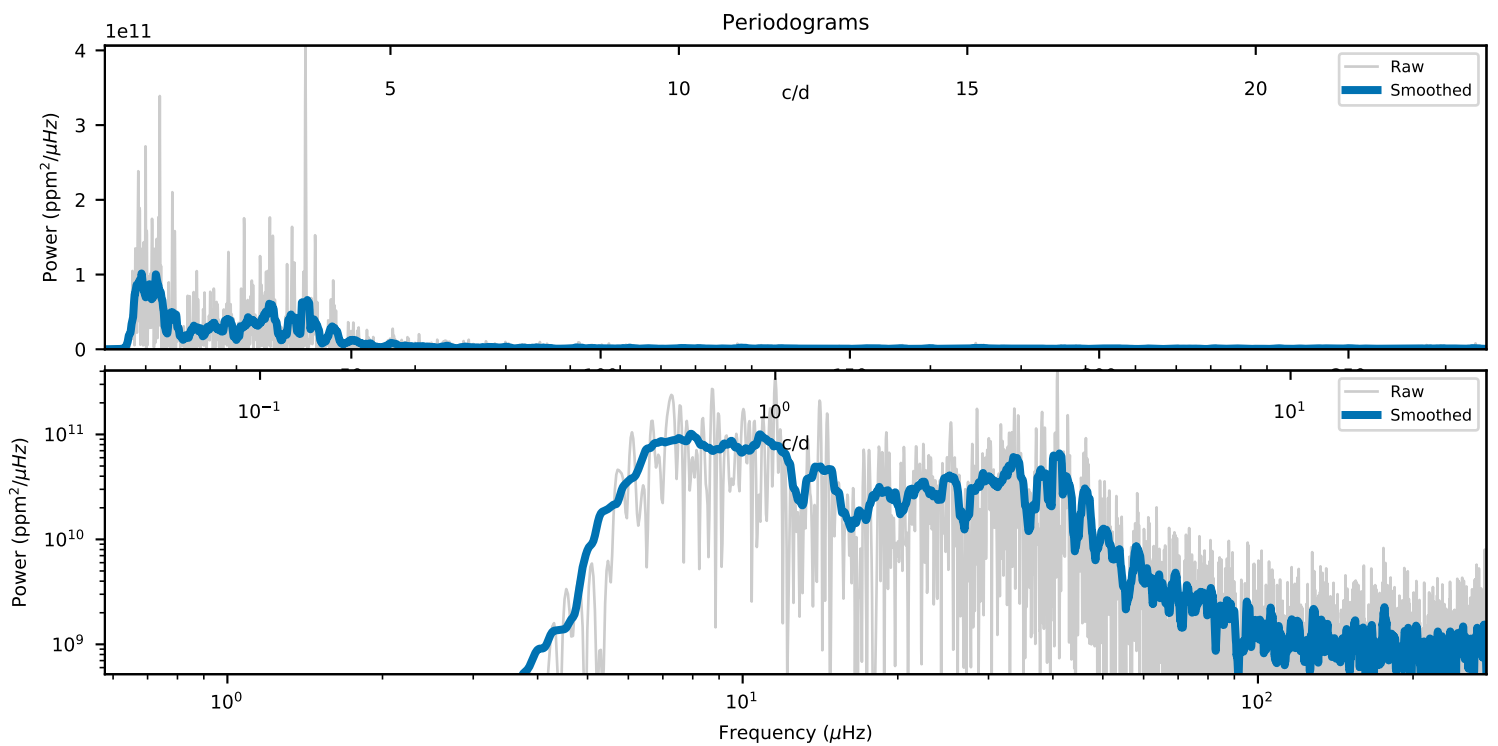 Periodograms
1e11
4
3
2
1
0
Power (ppm²/μHz)
5
10
15
20
c/d
Raw
Smoothed
10⁻¹
10⁰
10¹
c/d
Raw
Smoothed
10¹¹
10¹⁰
10⁹
Power (ppm²/μHz)
10⁰
10¹
10²
Frequency (μHz)